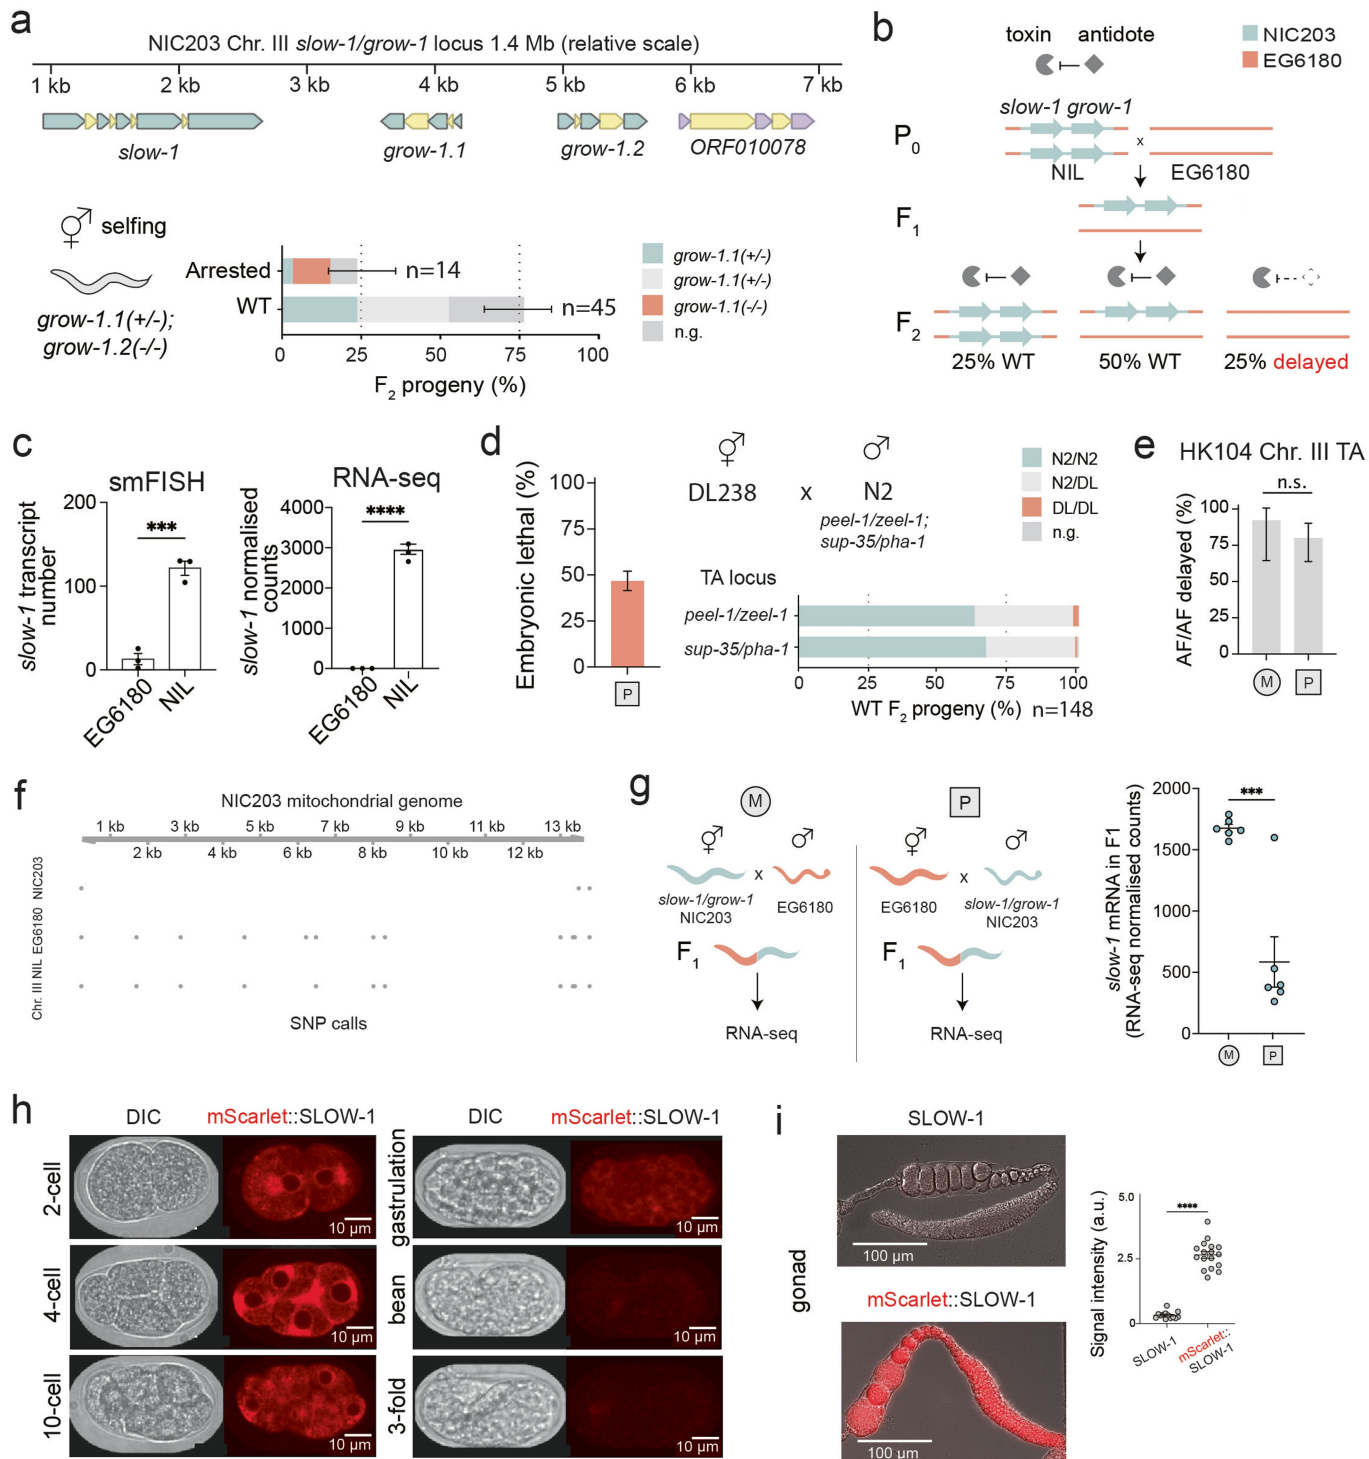 a
NIC203 Chr. III slow-1/grow-1 locus 1.4 Mb (relative scale)
1 kb 2 kb 3 kb 4 kb 5 kb 6 kb 7 kb
slow-1 grow-1.1 grow-1.2 ORF010078
selfing
grow-1.1(+/-);
grow-1.2(-/-)
Arrested
WT
n=14
n=45
0 25 50 75 100
F2 progeny (%)
grow-1.1(+/-)
grow-1.1(+/-)
grow-1.1(-/-)
n.g.
b
toxin antidote
NIC203
EG6180
slow-1 grow-1
P0
x
NIL EG6180
F1
F2
25% WT 50% WT 25% delayed
c
smFISH
slow-1 transcript
number
200
100
0
***
EG6180 NIL
RNA-seq
slow-1 normalised
counts
4000
3000
2000
1000
0
****
EG6180 NIL
d
Embryonic lethal (%)
100
75
50
25
0
P
DL238 x N2
peel-1/zeel-1;
sup-35/pha-1
N2/N2
N2/DL
DL/DL
n.g.
TA locus
peel-1/zeel-1
sup-35/pha-1
0 25 50 75 100
WT F2 progeny (%) n=148
e
HK104 Chr. III TA
n.s.
AF/AF delayed (%)
100
75
50
25
0
M P
f
NIC203 mitochondrial genome
1 kb 3 kb 5 kb 7 kb 9 kb 11 kb 13 kb
2 kb 4 kb 6 kb 8 kb 10 kb 12 kb
NIC203
EG6180
Chr. III NIL
SNP calls
g
M P
x x
slow-1/grow-1
NIC203
EG6180
EG6180
slow-1/grow-1
NIC203
F1 F1
RNA-seq RNA-seq
slow-1 mRNA in F1
(RNA-seq normalised counts)
2000
1500
1000
500
0
***
M P
h
DIC mScarlet::SLOW-1 DIC mScarlet::SLOW-1
2-cell
10 µm
gastrulation
10 µm
4-cell
10 µm
bean
10 µm
10-cell
10 µm
3-fold
10 µm
i
SLOW-1
100 µm
gonad
mScarlet::SLOW-1
100 µm
Signal intensity (a.u.)
5.0
2.5
0
****
SLOW-1
mScarlet::
SLOW-1